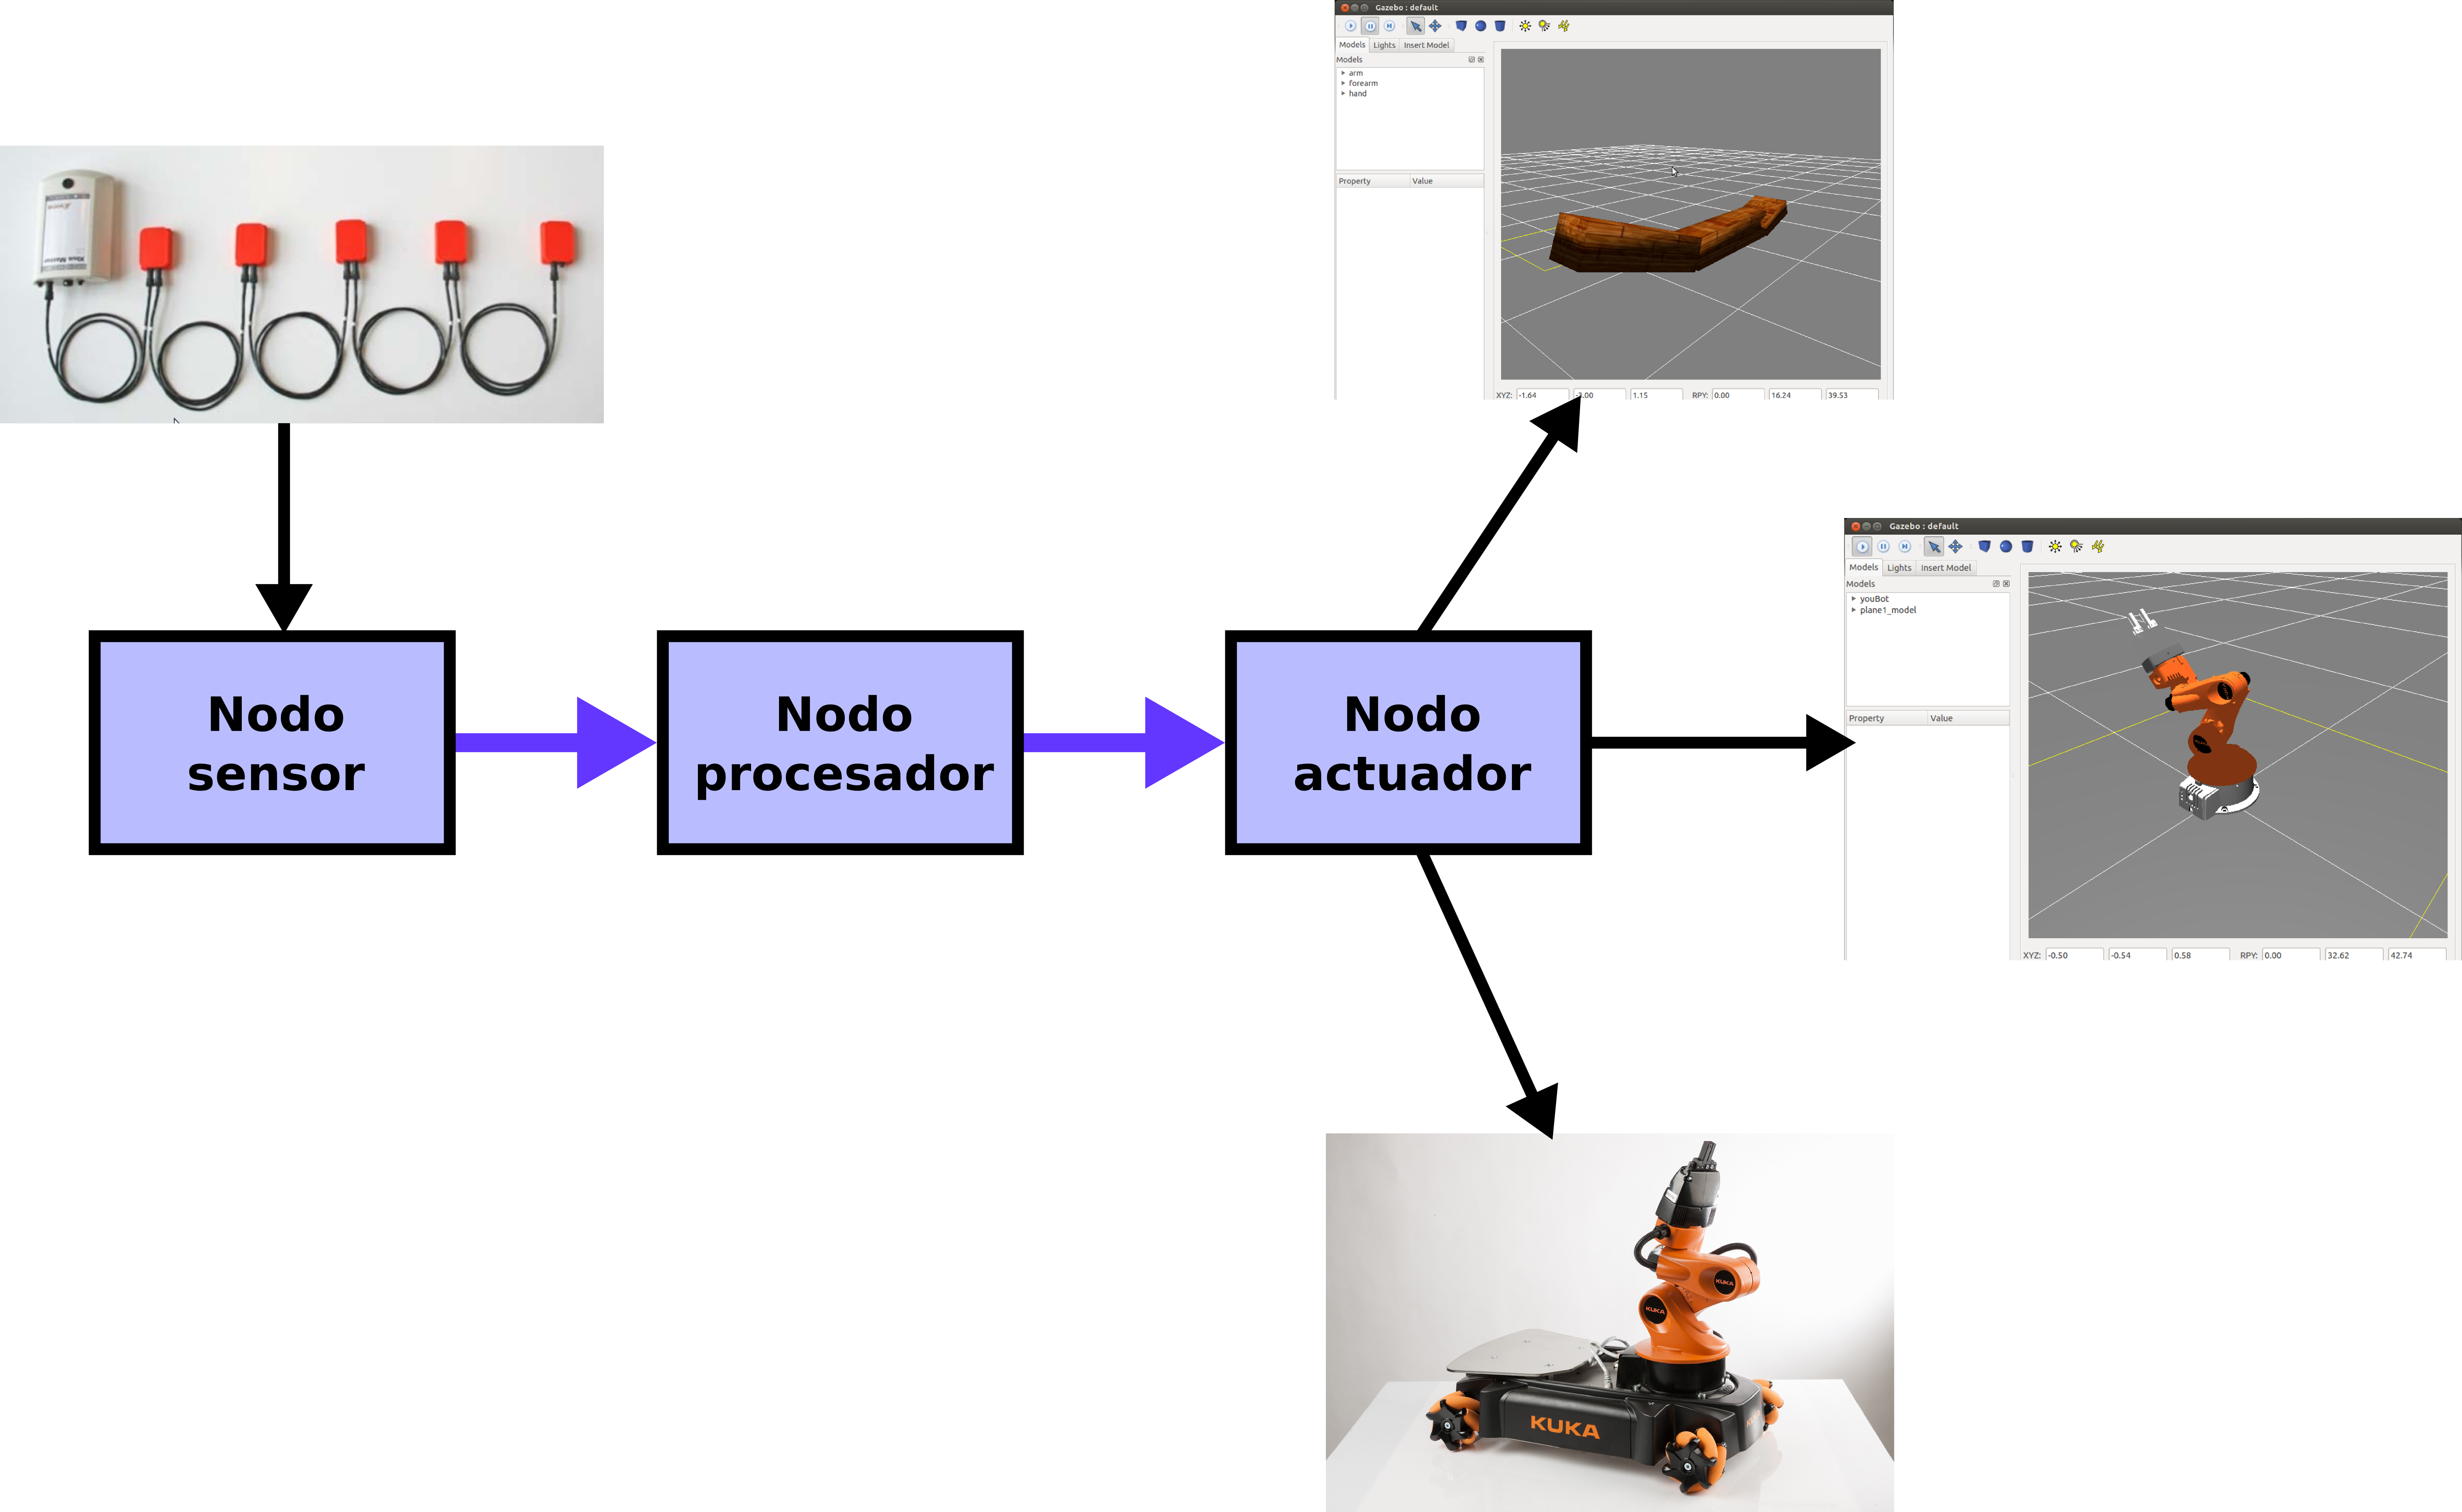 Gazebo : default
Models
Lights
Insert Model
Models
arm
forearm
hand
Property
Value
XYZ:
-1.64
1.15
RPY:
0.00
16.24
39.53
Gazebo : default
Models
Lights
Insert Model
Models
youBot
plane1_model
Property
Value
XYZ:
-0.50
-0.54
0.58
RPY:
0.00
32.62
42.74
Nodo
sensor
Nodo
procesador
Nodo
actuador
KUKA
KUKA
KUKA